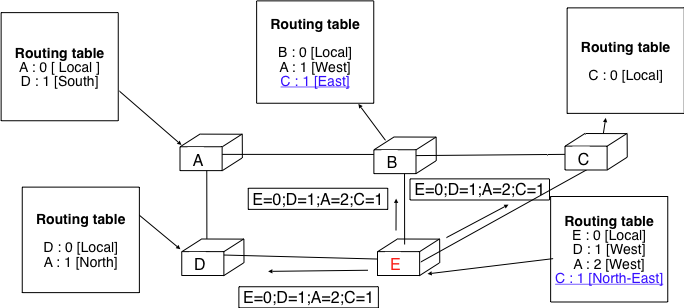 Routing table
A : 0 [ Local ]
D : 1 [South]
Routing table
B : 0 [Local]
A : 1 [West]
C : 1 [East]
Routing table
C : 0 [Local]
A
B
C
E=0;D=1;A=2;C=1
E=0;D=1;A=2;C=1
Routing table
D : 0 [Local]
A : 1 [North]
D
E
Routing table
E : 0 [Local]
D : 1 [West]
A : 2 [West]
C : 1 [North-East]
E=0;D=1;A=2;C=1